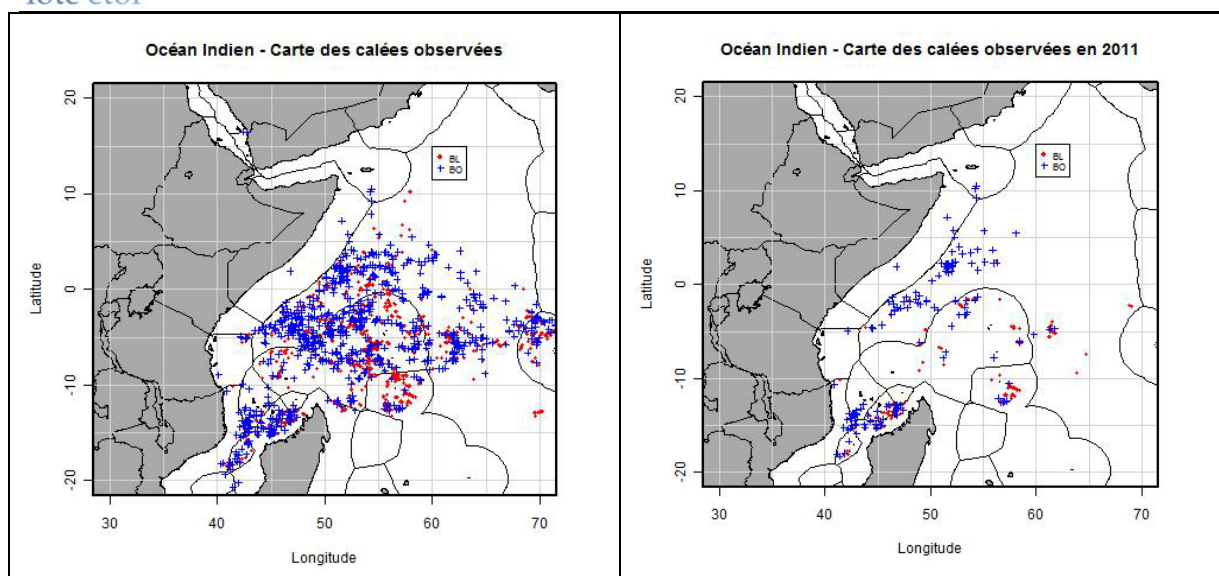 Océan Indien - Carte des calées observées
20
10
0
-10
-20
Latitude
BL
BO
30
40
50
60
70
Longitude
Océan Indien - Carte des calées observées en 2011
20
10
0
-10
-20
Latitude
BL
BO
30
40
50
60
70
Longitude